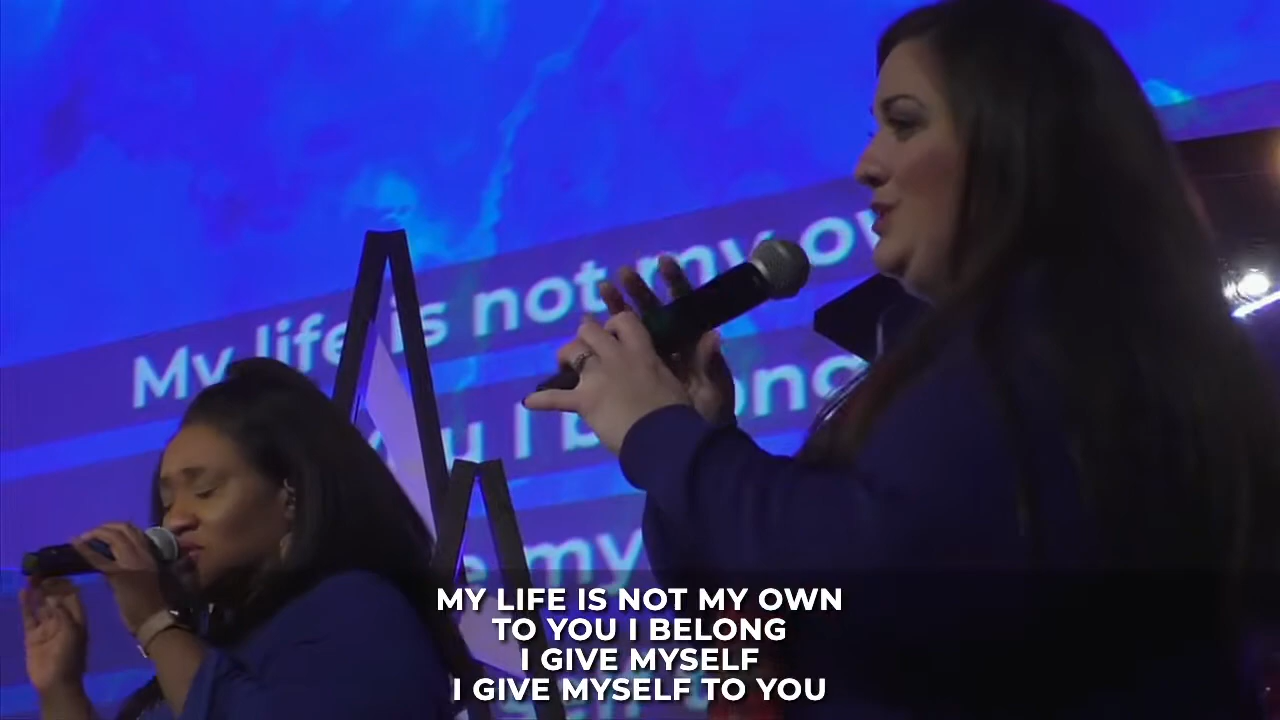 My life is not my
my
MY LIFE IS NOT MY OWN
TO YOU I BELONG
I GIVE MYSELF
I GIVE MYSELF TO YOU